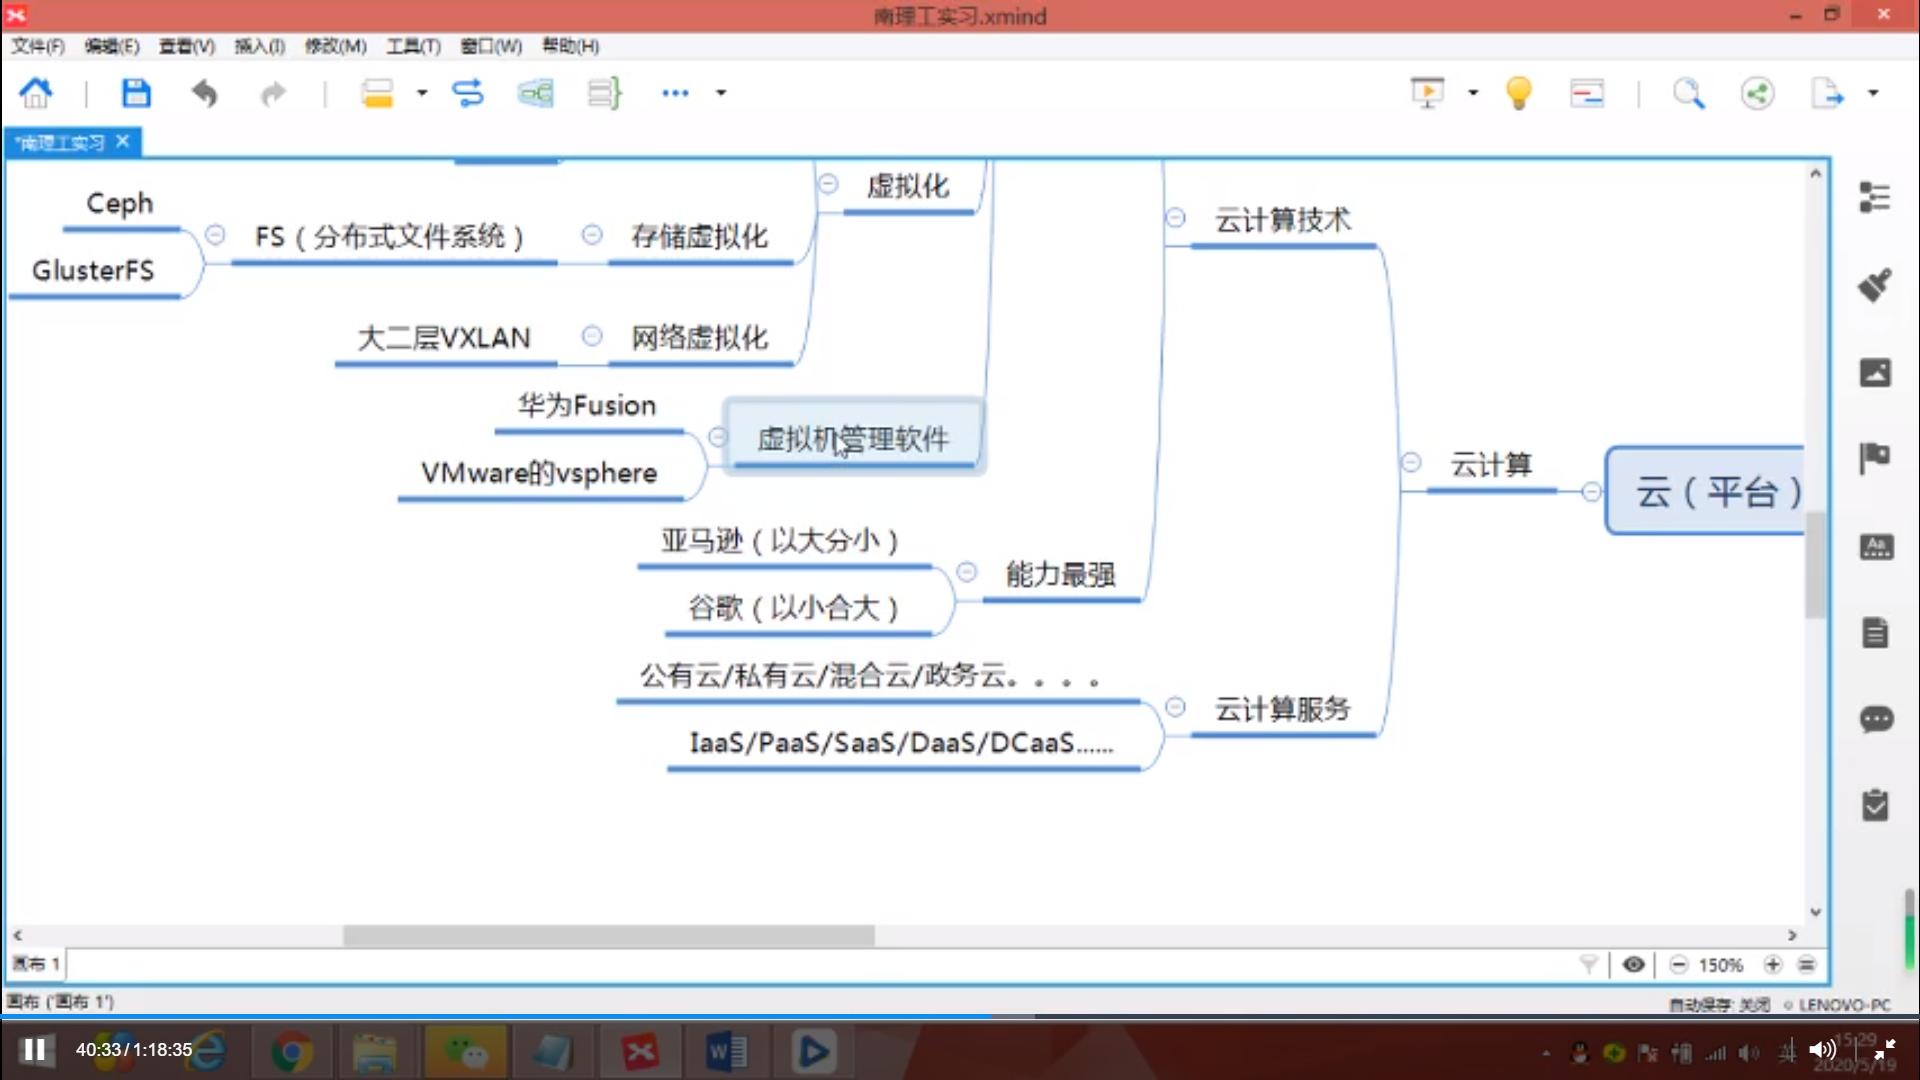 南理工实习.xmind
文件(F) 编辑(E) 查看(V) 插入(I) 修改(M) 工具(T) 窗口(W) 帮助(H)
*南理工实习
Ceph
GlusterFS
FS（分布式文件系统）
存储虚拟化
虚拟化
云计算技术
大二层VXLAN
网络虚拟化
华为Fusion
VMware的vsphere
虚拟机管理软件
云计算
云（平台）
亚马逊（以大分小）
谷歌（以小合大）
能力最强
公有云/私有云/混合云/政务云。。。。
IaaS/PaaS/SaaS/DaaS/DCaaS......
云计算服务
画布 1
150%
画布 ('画布 1')
自动保存: 关闭
LENOVO-PC
40:33/1:18:35
英
15:29
2020/5/19